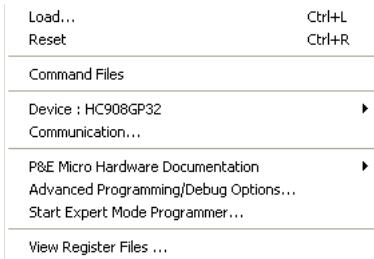 Load... Ctrl+L
Reset Ctrl+R
Command Files
Device : HC908GP32
Communication...
P&E Micro Hardware Documentation
Advanced Programming/Debug Options...
Start Expert Mode Programmer...
View Register Files ...